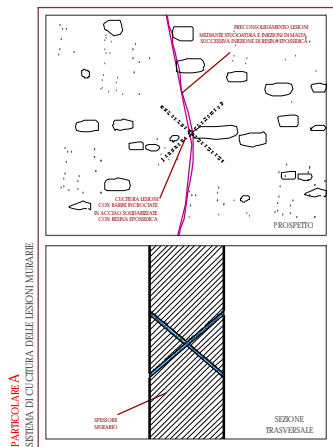 PRECONSOLIDAMENTO LESIONI
MEDIANTE STUCCATURA E INIEZIONI DI MALTA
SUCCESSIVA INIEZIONE DI RESINA EPOSSIDICA
CUCITURA LESIONI
CON BARRE INCROCIATE
IN ACCIAO SOLIDARIZZATE
CON RESINA EPOSSIDICA
PROSPETTO
SPESSORE
MURARIO
SEZIONE
TRASVERSALE
PARTICOLARE A
SISTEMA DI CUCITURA DELLE LESIONI MURARIE